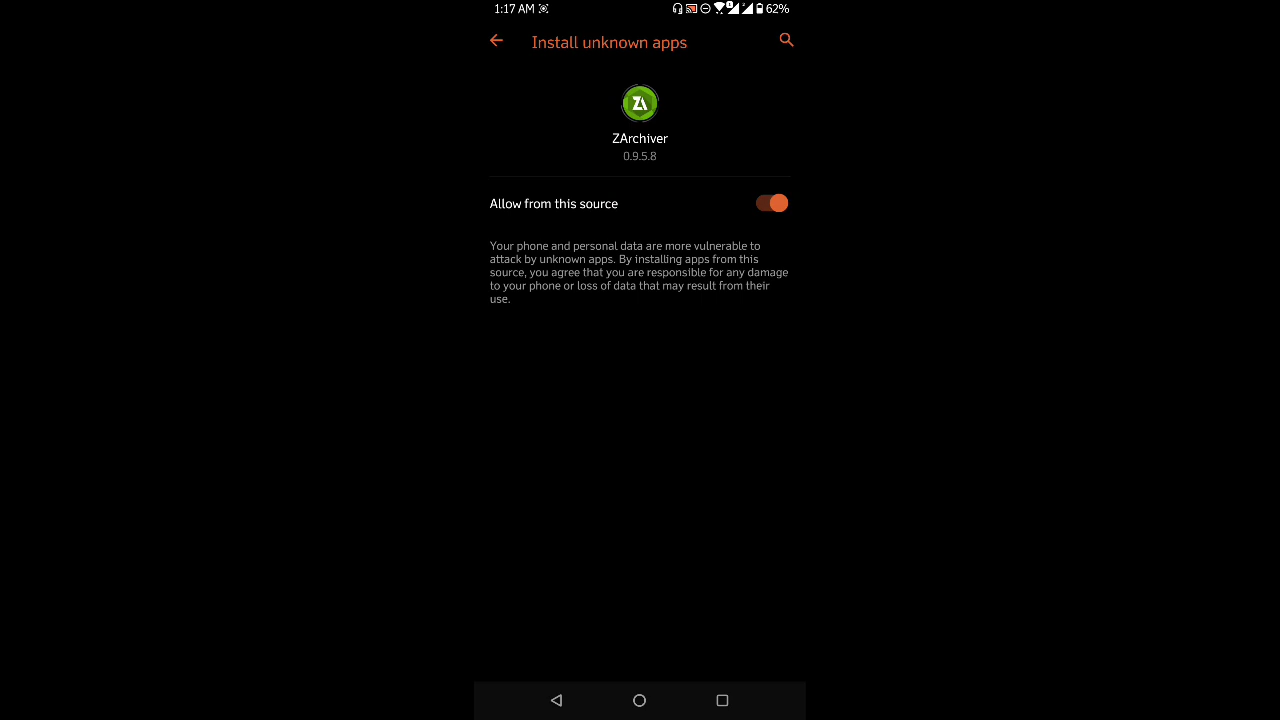 1:17 AM 62%
Install unknown apps
ZA
ZArchiver
0.9.5.8
Allow from this source
Your phone and personal data are more vulnerable to
attack by unknown apps. By installing apps from this
source, you agree that you are responsible for any damage
to your phone or loss of data that may result from their
use.